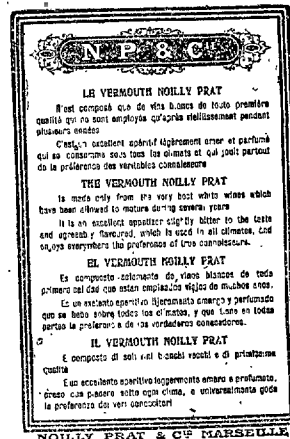 N. P. & Cie
LE VERMOUTH NOILLY PRAT
N'est composé que de vins blancs de toute première
qualité qui ne sont employés qu'après vieillissement pendant
plusieurs années
C'est un excellent apéritif légèrement amer et parfumé
qui se consomme sous tous les climats et qui jouit partout
de la préférence des véritables connaisseurs
THE VERMOUTH NOILLY PRAT
Is made only from the very best white wines which
have been allowed to mature during several years
It is an excellent appetizer slightly bitter to the taste
and agreeably flavoured, which is used in all climates, and
enjoys everywhere the preference of true connaisseurs.
EL VERMOUTH NOILLY PRAT
Es compuesto solamente de vinos blancos de toda
primera calidad que estan empleados viejos de muchos anos.
Es un exelente aperitivo lijeramente amargo y perfumado
que se bebe sobre todos los climates, y que tiene en todas
partes la preferencia de los verdaderos conocedores.
IL VERMOUTH NOILLY PRAT
E composto di soli vini bianchi vecchi e di primissima
qualità
E un eccellente aperitivo leggermente amaro e profumato,
preso con piacere sotto ogni clima, e universalmente gode
la preferenza dei veri conoscitori
NOILLY PRAT & Cie MARSEILLE